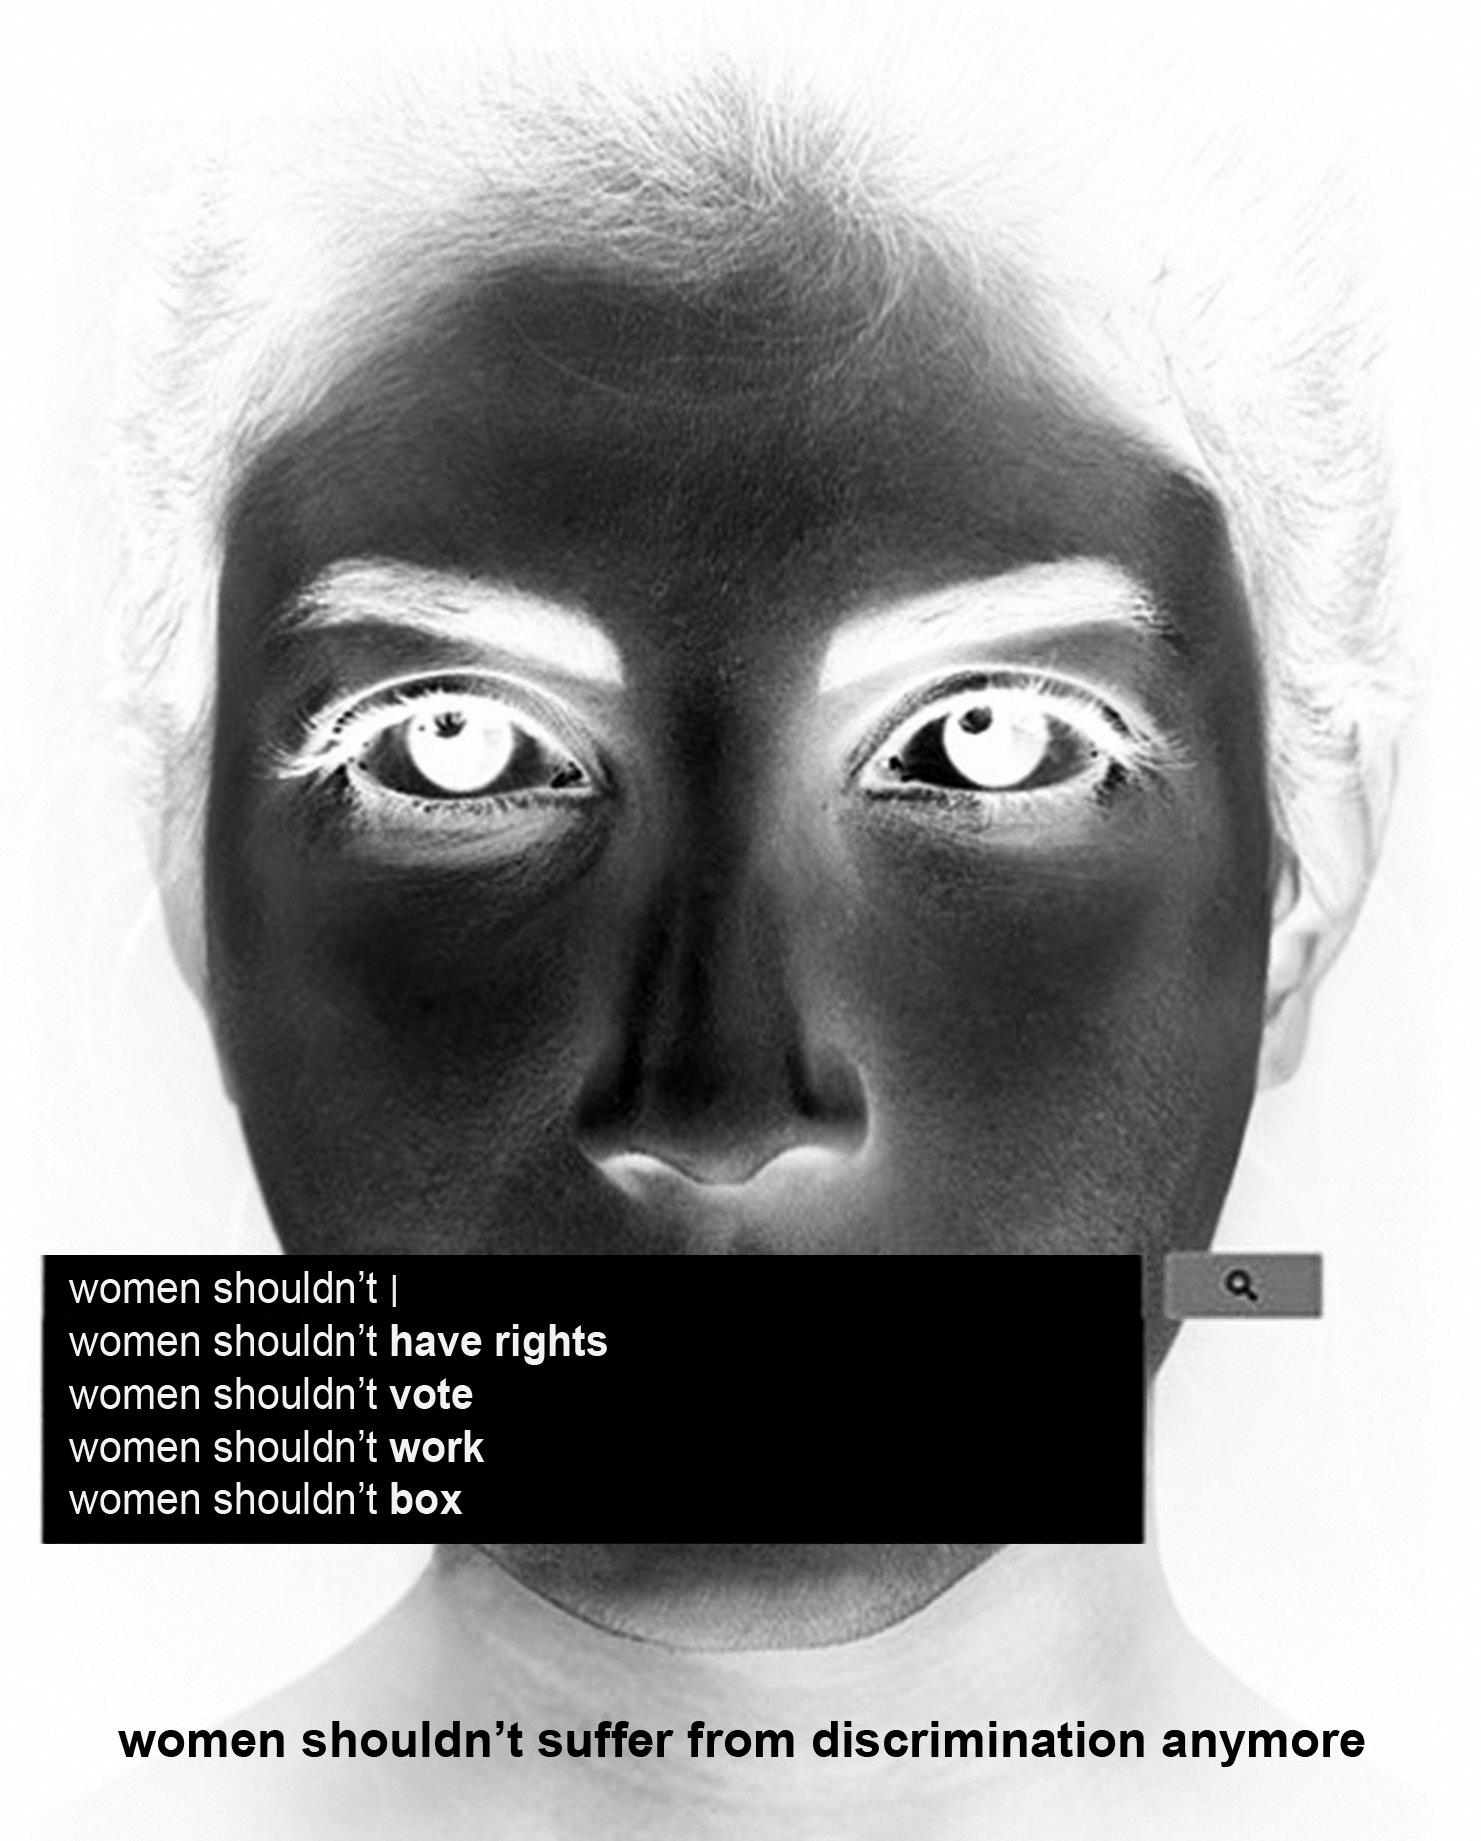 women shouldn’t |
women shouldn’t have rights
women shouldn’t vote
women shouldn’t work
women shouldn’t box
women shouldn’t suffer from discrimination anymore